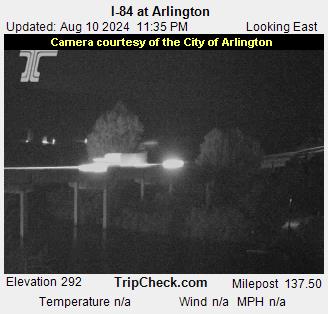 I-84 at Arlington
Updated: Aug 10 2024 11:35 PM Looking East
Camera courtesy of the City of Arlington
Elevation 292 TripCheck.com Milepost 137.50
Temperature n/a Wind n/a MPH n/a